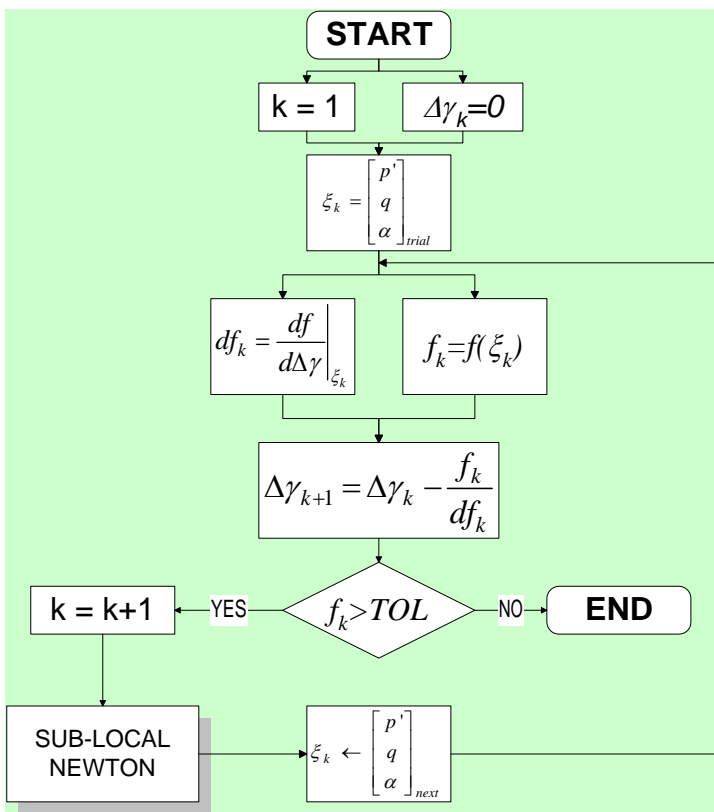 START
k = 1
Δγₖ=0
ξₖ = [p' q α]trial
dfₖ = df/dΔγ |ξₖ
fₖ=f(ξₖ)
Δγₖ₊₁ = Δγₖ − fₖ/dfₖ
k = k+1
YES
fₖ>TOL
NO
END
SUB-LOCAL
NEWTON
ξₖ ← [p' q α]next